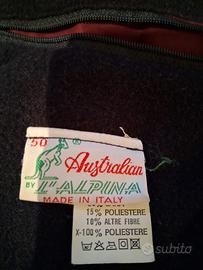 50
Australian
®
BY L'ALPINA
MADE IN ITALY
15% POLIESTERE
10% ALTRE FIBRE
X-100% POLIESTERE
subito